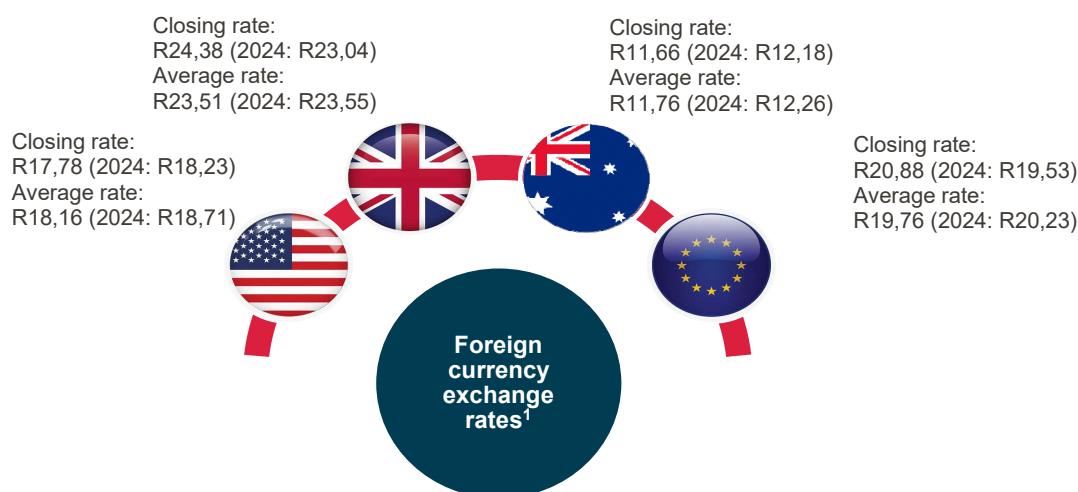 Closing rate:
R24,38 (2024: R23,04)
Average rate:
R23,51 (2024: R23,55)
Closing rate:
R11,66 (2024: R12,18)
Average rate:
R11,76 (2024: R12,26)
Closing rate:
R17,78 (2024: R18,23)
Average rate:
R18,16 (2024: R18,71)
Closing rate:
R20,88 (2024: R19,53)
Average rate:
R19,76 (2024: R20,23)
Foreign
currency
exchange
rates¹